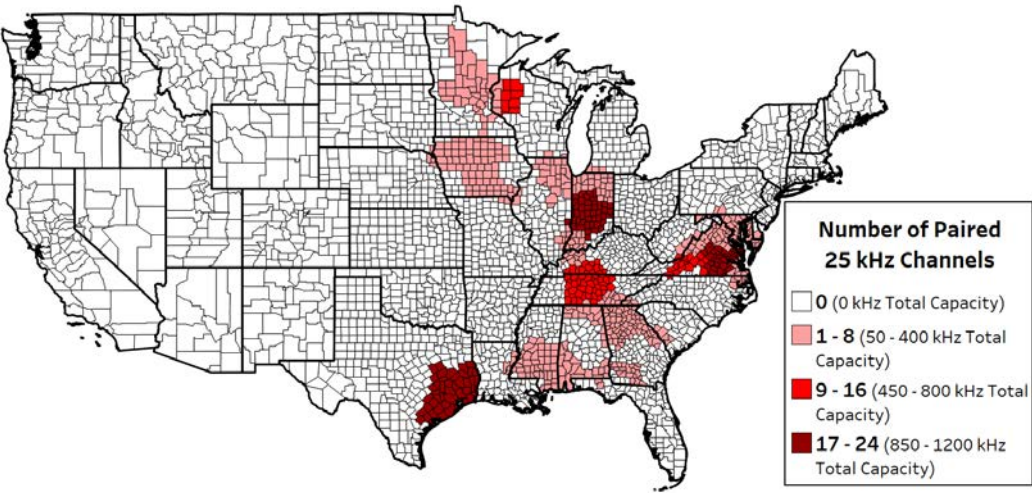 Number of Paired
25 kHz Channels
0 (0 kHz Total Capacity)
1 - 8 (50 - 400 kHz Total
Capacity)
9 - 16 (450 - 800 kHz Total
Capacity)
17 - 24 (850 - 1200 kHz
Total Capacity)